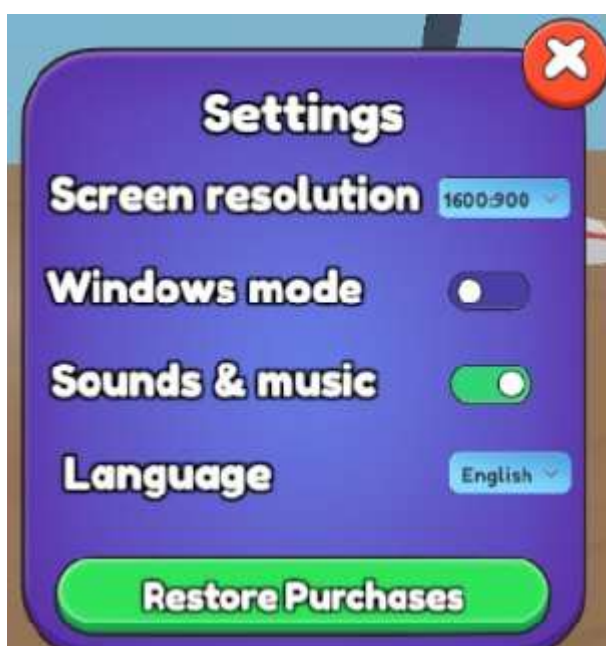 Settings
Screen resolution 1600:900
Windows mode
Sounds & music
Language English
Restore Purchases